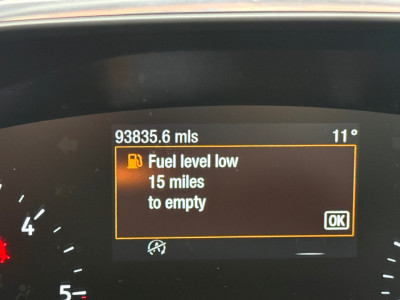 93835.6 mls 11°
Fuel level low
15 miles
to empty
OK
4
5